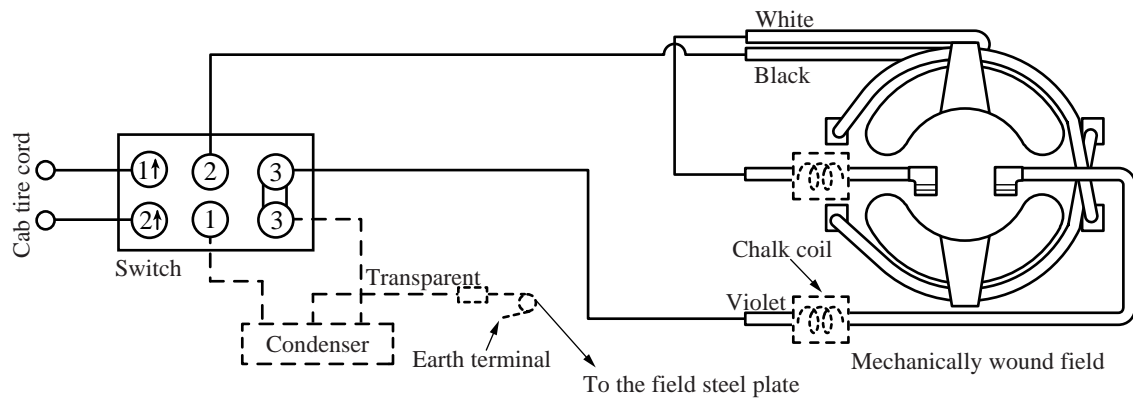 White
Black
Cab tire cord
1 2 3
2 1 3
Switch
Transparent
Chalk coil
Violet
Condenser
Earth terminal
Mechanically wound field
To the field steel plate